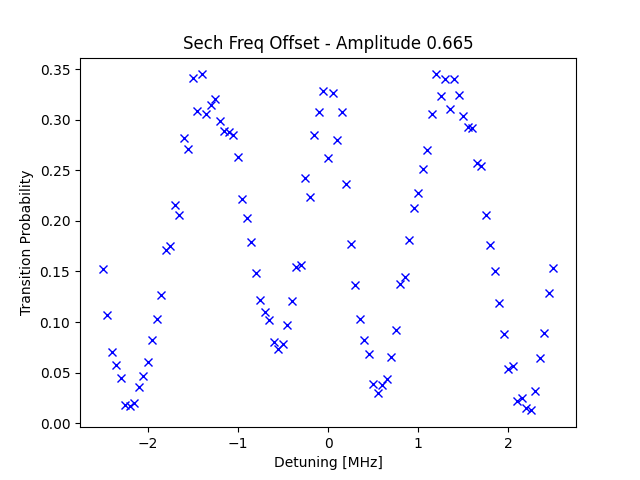 Sech Freq Offset - Amplitude 0.665
Transition Probability
0.35
0.30
0.25
0.20
0.15
0.10
0.05
0.00
−2 −1 0 1 2
Detuning [MHz]